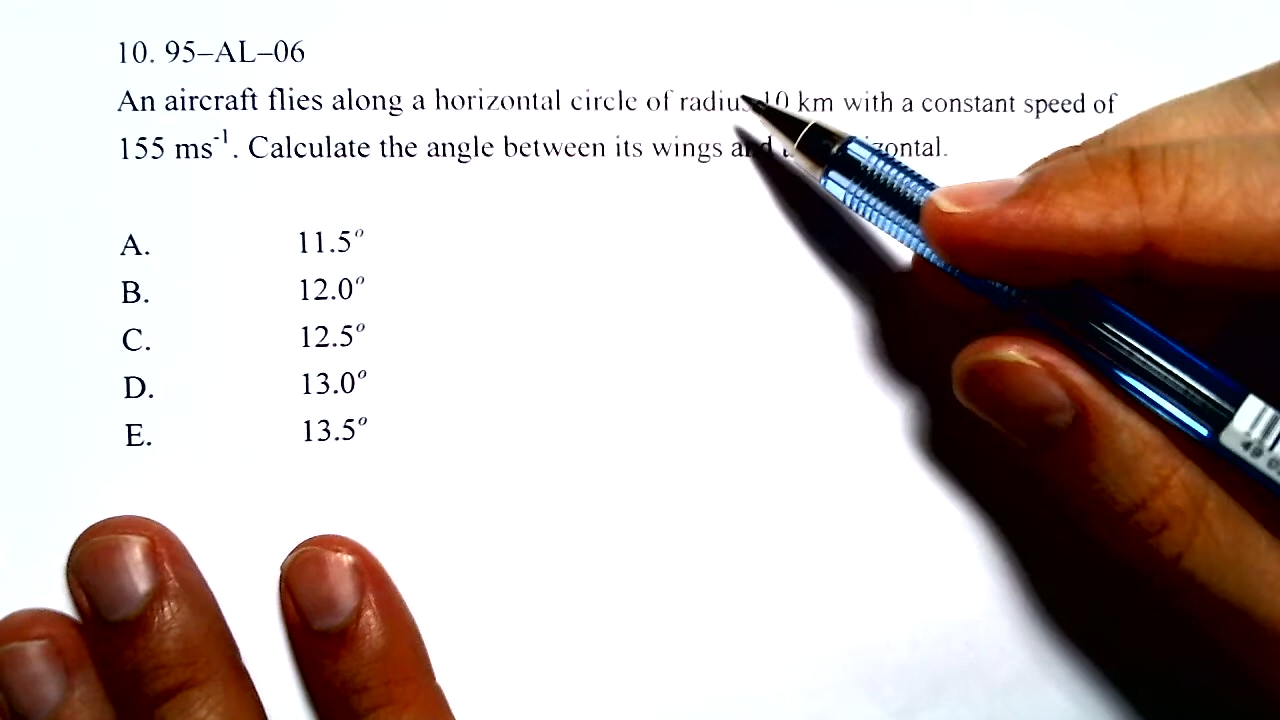 10. 95–AL–06
An aircraft flies along a horizontal circle of radius 10 km with a constant speed of
155 ms⁻¹. Calculate the angle between its wings and zontal.
A. 11.5°
B. 12.0°
C. 12.5°
D. 13.0°
E. 13.5°